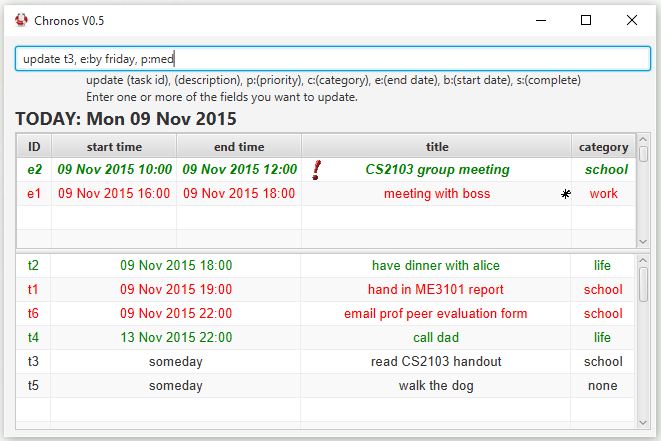 Chronos V0.5
update t3, e:by friday, p:med
update (task id), (description), p:(priority), c:(category), e:(end date), b:(start date), s:(complete)
Enter one or more of the fields you want to update.
TODAY: Mon 09 Nov 2015
ID start time end time title category
e2 09 Nov 2015 10:00 09 Nov 2015 12:00 ! CS2103 group meeting school
e1 09 Nov 2015 16:00 09 Nov 2015 18:00 meeting with boss * work
t2 09 Nov 2015 18:00 have dinner with alice life
t1 09 Nov 2015 19:00 hand in ME3101 report school
t6 09 Nov 2015 22:00 email prof peer evaluation form school
t4 13 Nov 2015 22:00 call dad life
t3 someday read CS2103 handout school
t5 someday walk the dog none